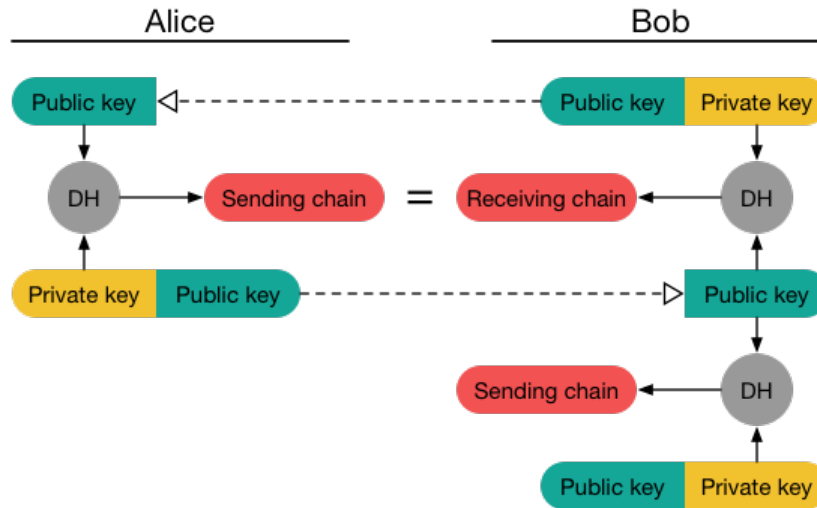 Alice Bob
Public key Public key Private key
DH Sending chain = Receiving chain DH
Private key Public key Public key
Sending chain DH
Public key Private key